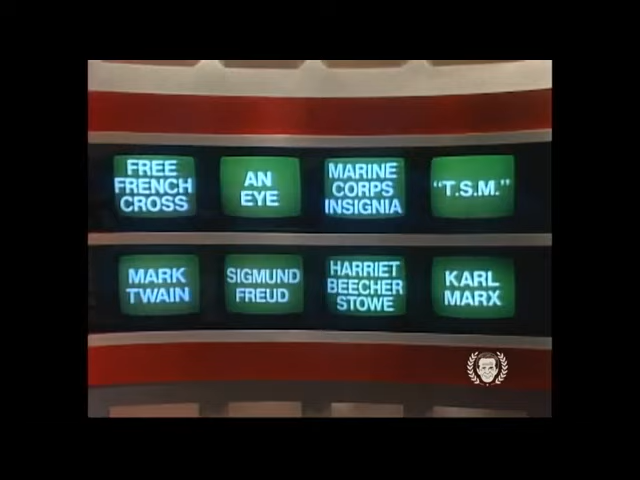 FREE
FRENCH
CROSS
AN
EYE
MARINE
CORPS
INSIGNIA
"T.S.M."
MARK
TWAIN
SIGMUND
FREUD
HARRIET
BEECHER
STOWE
KARL
MARX